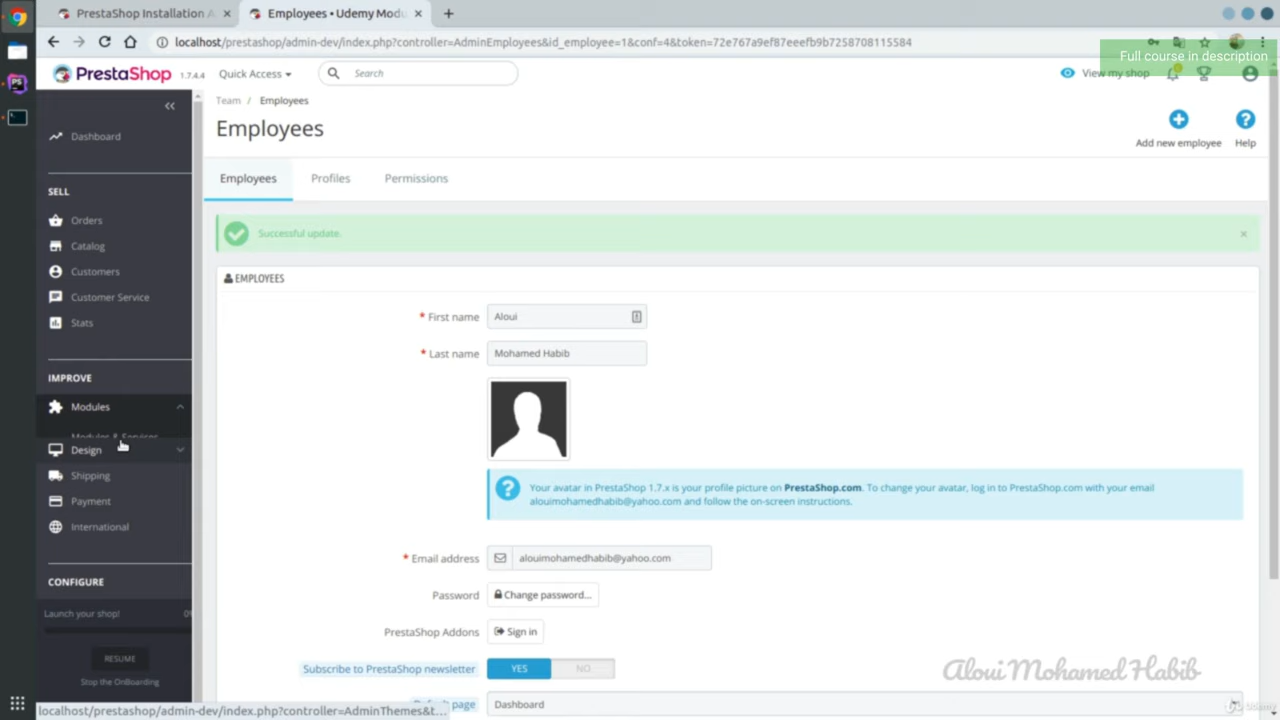 PrestaShop Installation A
Employees • Udemy Modu
localhost/prestashop/admin-dev/index.php?controller=AdminEmployees&id_employee=1&conf=4&token=72e767a9ef87eeefb9b7258708115584
Full course in description
PrestaShop 1.7.4.4
Quick Access
Search
View my shop
Dashboard
SELL
Orders
Catalog
Customers
Customer Service
Stats
IMPROVE
Modules
Modules & Services
Design
Shipping
Payment
International
CONFIGURE
Launch your shop!
RESUME
Stop the OnBoarding
Team / Employees
Employees
Add new employee
Help
Employees
Profiles
Permissions
Successful update.
EMPLOYEES
* First name
Aloui
* Last name
Mohamed Habib
Your avatar in PrestaShop 1.7.x is your profile picture on PrestaShop.com. To change your avatar, log in to PrestaShop.com with your email
alouimohamedhabib@yahoo.com and follow the on-screen instructions.
* Email address
alouimohamedhabib@yahoo.com
Password
Change password...
PrestaShop Addons
Sign in
Subscribe to PrestaShop newsletter
YES
NO
Aloui Mohamed Habib
Default page
Dashboard
localhost/prestashop/admin-dev/index.php?controller=AdminThemes&t...
Udemy